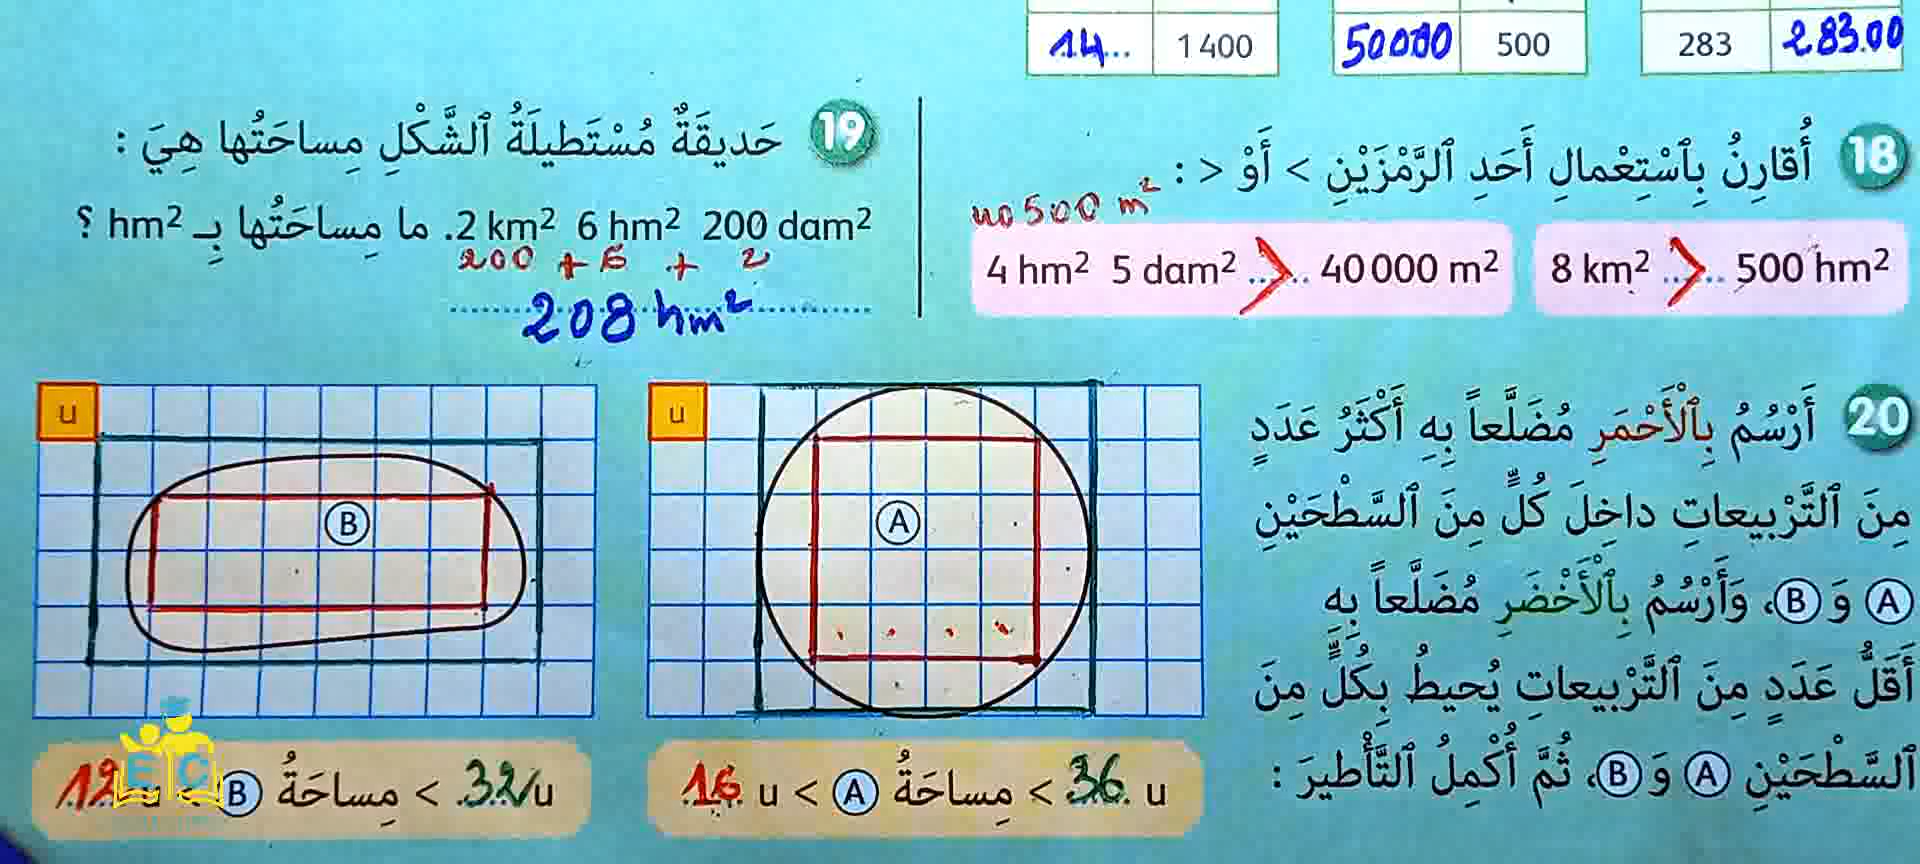 14... 1 400 50000 500 283 283.00
18 أُقارِنُ بِٱسْتِعْمالِ أَحَدِ ٱلرَّمْزَيْنِ > أَوْ < :
40500 m²
4 hm² 5 dam² ..>.. 40 000 m²
8 km² ..>.. 500 hm²
19 حَديقَةٌ مُسْتَطيلَةُ ٱلشَّكْلِ مِساحَتُها هِيَ :
2 km² 6 hm² 200 dam². ما مِساحَتُها بِـ hm² ؟
200 + 6 + 2
208 hm²
20 أَرْسُمُ بِٱلْأَحْمَرِ مُضَلَّعاً بِهِ أَكْثَرُ عَدَدٍ
مِنَ ٱلتَّرْبيعاتِ داخِلَ كُلٍّ مِنَ ٱلسَّطْحَيْنِ
A وَ B، وَأَرْسُمُ بِٱلْأَخْضَرِ مُضَلَّعاً بِهِ
أَقَلُّ عَدَدٍ مِنَ ٱلتَّرْبيعاتِ يُحيطُ بِكُلٍّ مِنَ
ٱلسَّطْحَيْنِ A وَ B، ثُمَّ أُكْمِلُ ٱلتَّأْطيرَ :
u
A
16 u < A مِساحَةُ < 36 u
u
B
12 B مِساحَةُ < 32 u
E C